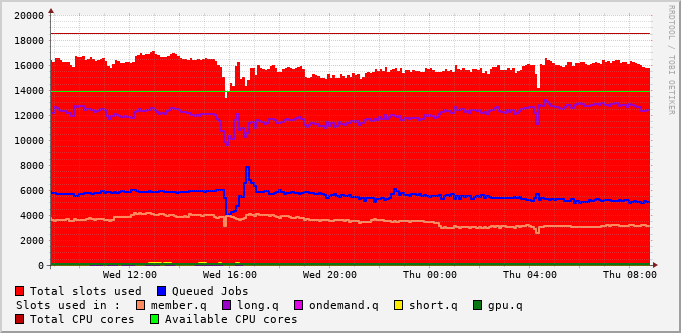 20000
18000
16000
14000
12000
10000
8000
6000
4000
2000
0
Wed 12:00 Wed 16:00 Wed 20:00 Thu 00:00 Thu 04:00 Thu 08:00
Total slots used Queued Jobs
Slots used in : member.q long.q ondemand.q short.q gpu.q
Total CPU cores Available CPU cores
RRDTOOL / TOBI OETIKER